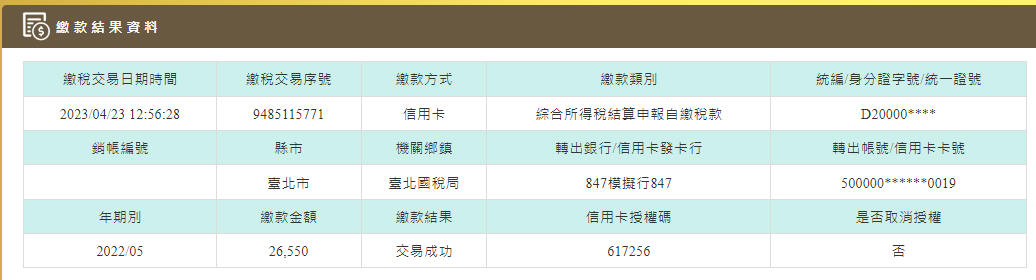 繳款結果資料
繳稅交易日期時間 繳稅交易序號 繳款方式 繳款類別 統編/身分證字號/統一證號
2023/04/23 12:56:28 9485115771 信用卡 綜合所得稅結算申報自繳稅款 D20000****
銷帳編號 縣市 機關鄉鎮 轉出銀行/信用卡發卡行 轉出帳號/信用卡卡號
臺北市 臺北國稅局 847模擬行847 500000******0019
年期別 繳款金額 繳款結果 信用卡授權碼 是否取消授權
2022/05 26,550 交易成功 617256 否